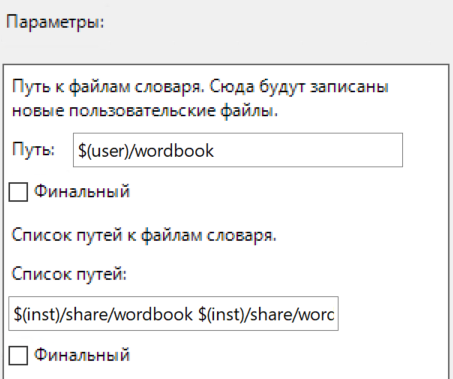 Параметры:
Путь к файлам словаря. Сюда будут записаны
новые пользовательские файлы.
Путь: $(user)/wordbook
Финальный
Список путей к файлам словаря.
Список путей:
$(inst)/share/wordbook $(inst)/share/worc
Финальный